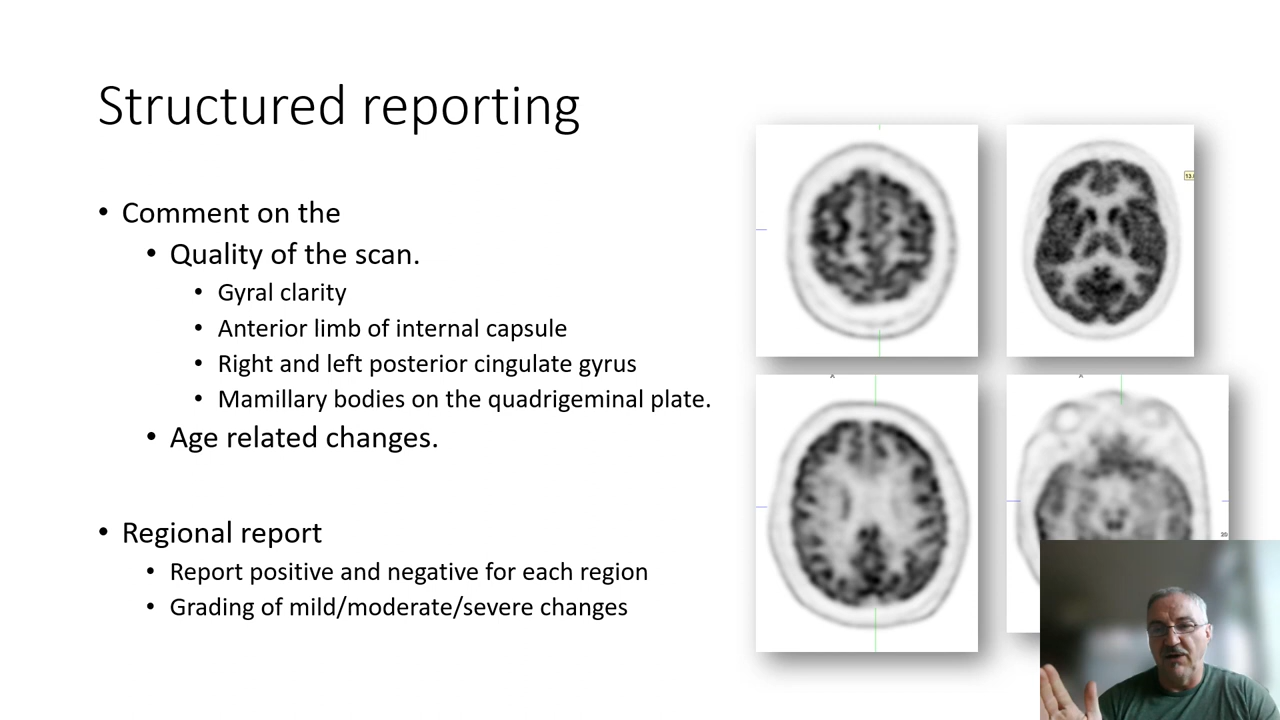 Structured reporting
• Comment on the
• Quality of the scan.
• Gyral clarity
• Anterior limb of internal capsule
• Right and left posterior cingulate gyrus
• Mamillary bodies on the quadrigeminal plate.
• Age related changes.
• Regional report
• Report positive and negative for each region
• Grading of mild/moderate/severe changes